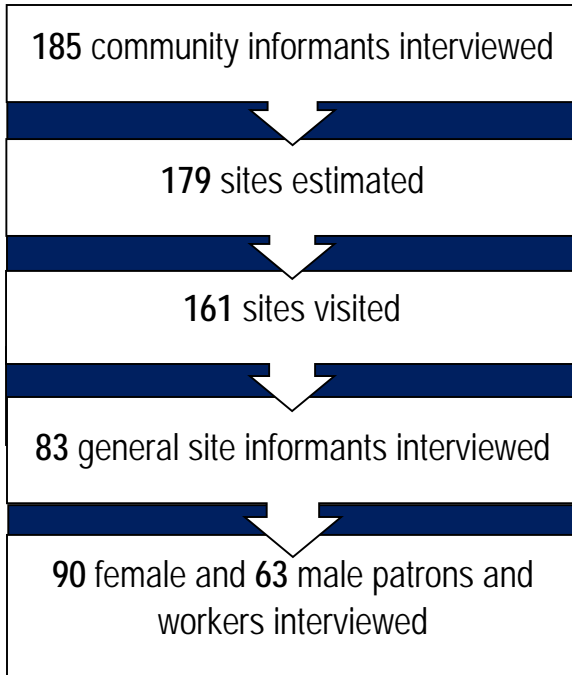 185 community informants interviewed
179 sites estimated
161 sites visited
83 general site informants interviewed
90 female and 63 male patrons and
workers interviewed